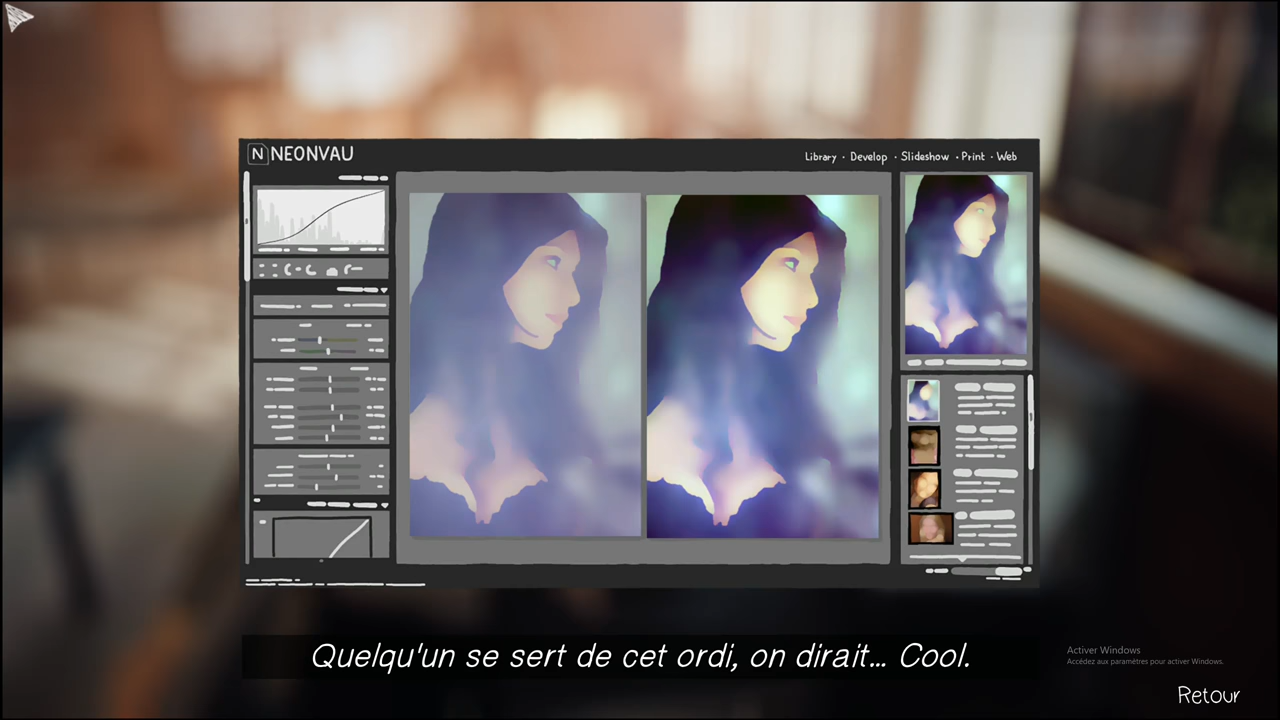 N NEONVAU
Library · Develop · Slideshow · Print · Web
Quelqu'un se sert de cet ordi, on dirait... Cool.
Activer Windows
Accédez aux paramètres pour activer Windows.
Retour